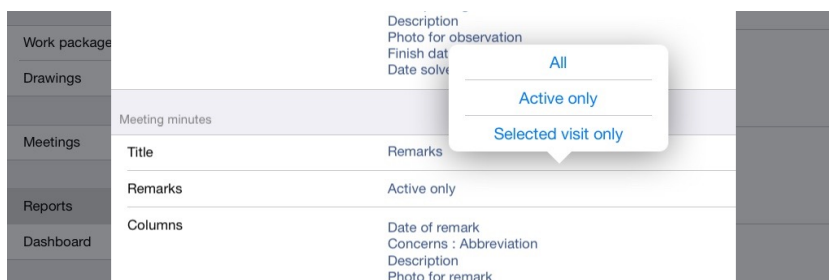 Work package
Drawings
Meetings
Reports
Dashboard
Description
Photo for observation
Finish dat
Date solve
All
Active only
Selected visit only
Meeting minutes
Title
Remarks
Remarks
Active only
Columns
Date of remark
Concerns : Abbreviation
Description
Photo for remark